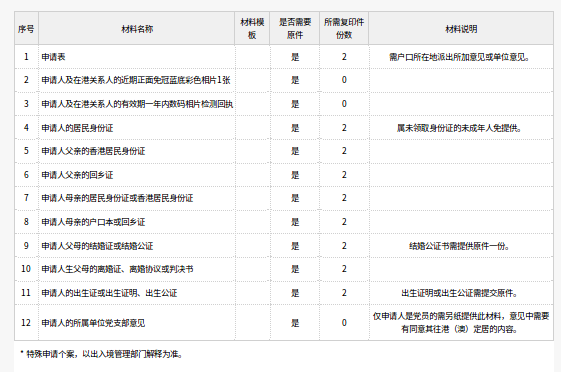 序号 材料名称 材料模板 是否需要原件 所需复印件份数 材料说明
1 申请表 是 2 需户口所在地派出所加意见或单位意见。
2 申请人及在港关系人的近期正面免冠蓝底彩色相片1张 是 0
3 申请人及在港关系人的有效期一年内数码相片检测回执 是 0
4 申请人的居民身份证 是 2 属未领取身份证的未成年人免提供。
5 申请人父亲的香港居民身份证 是 2
6 申请人父亲的回乡证 是 2
7 申请人母亲的居民身份证或香港居民身份证 是 2
8 申请人母亲的户口本或回乡证 是 2
9 申请人父母的结婚证或结婚公证 是 2 结婚公证书需提供原件一份。
10 申请人生父母的离婚证、离婚协议或判决书 是 2
11 申请人的出生证或出生证明、出生公证 是 2 出生证明或出生公证需提交原件。
12 申请人的所属单位党支部意见 是 0 仅申请人是党员的需另纸提供此材料，意见中需要
有同意其往港（澳）定居的内容。
* 特殊申请个案，以出入境管理部门解释为准。